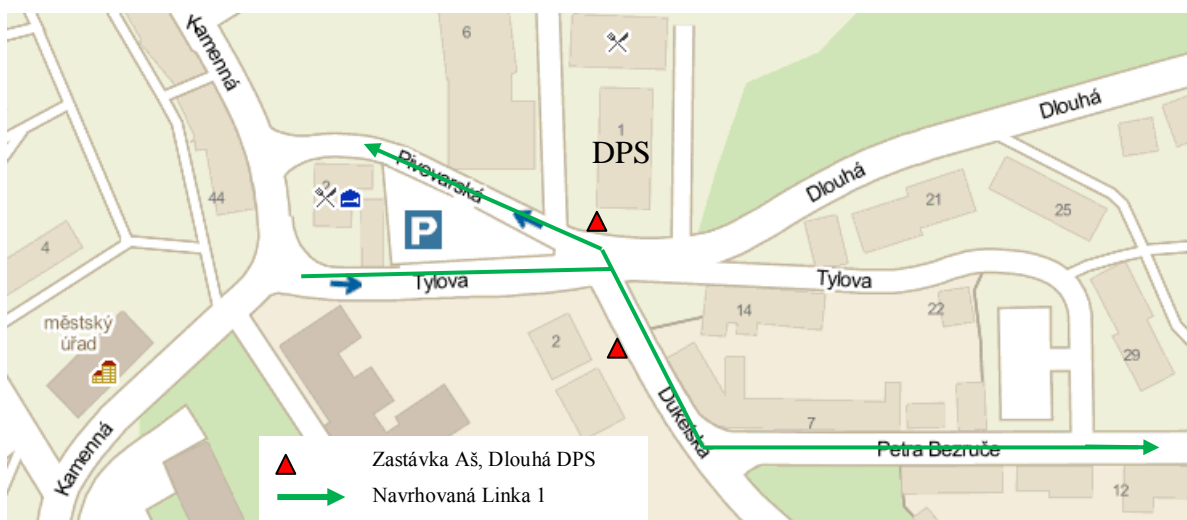 Kamenná
6
1
DPS
Dlouhá
Dlouhá
Pivovarská
2
44
21
25
4
P
Tylova
Tylova
městský
úřad
14
22
2
29
Dukelská
7
Petra Bezruče
Kamenná
12
Zastávka Aš, Dlouhá DPS
Navrhovaná Linka 1